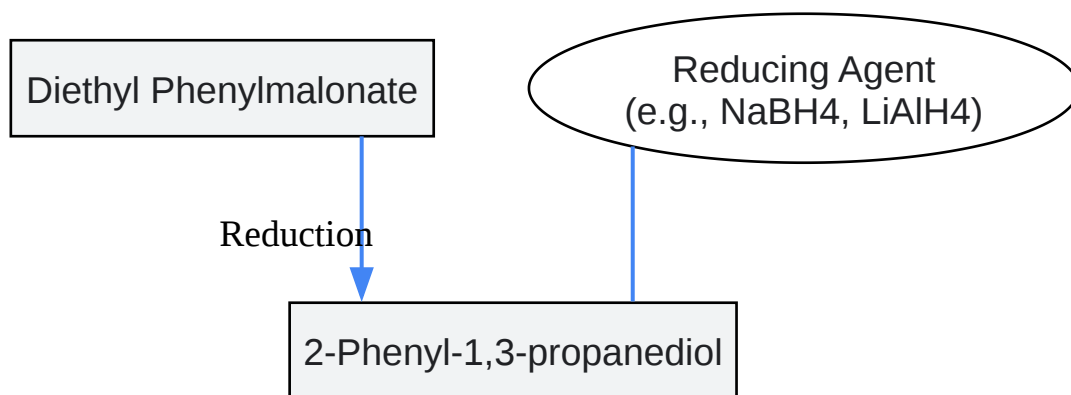 Diethyl Phenylmalonate
Reducing Agent
(e.g., NaBH4, LiAlH4)
Reduction
2-Phenyl-1,3-propanediol